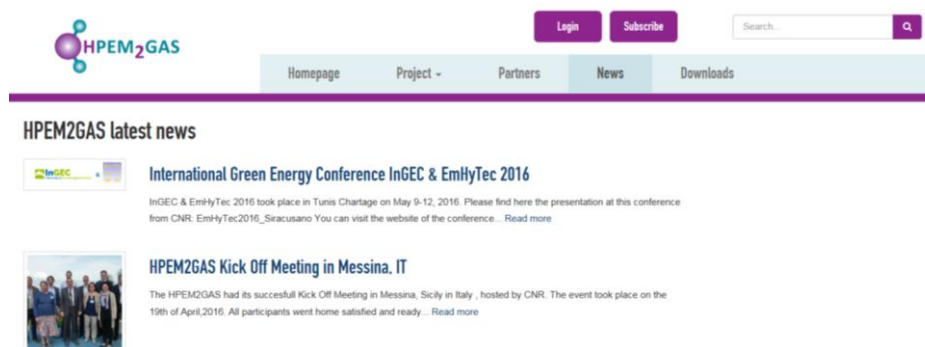 HPEM2GAS
Login
Subscribe
Search...
Homepage
Project
Partners
News
Downloads
HPEM2GAS latest news
InGEC
&
International Green Energy Conference InGEC & EmHyTec 2016
InGEC & EmHyTec 2016 took place in Tunis Chartage on May 9-12, 2016. Please find here the presentation at this conference
from CNR: EmHyTec2016_Siracusano You can visit the website of the conference... Read more
HPEM2GAS Kick Off Meeting in Messina, IT
The HPEM2GAS had its succesfull Kick Off Meeting in Messina, Sicily in Italy , hosted by CNR. The event took place on the
19th of April,2016. All participants went home satisfied and ready... Read more